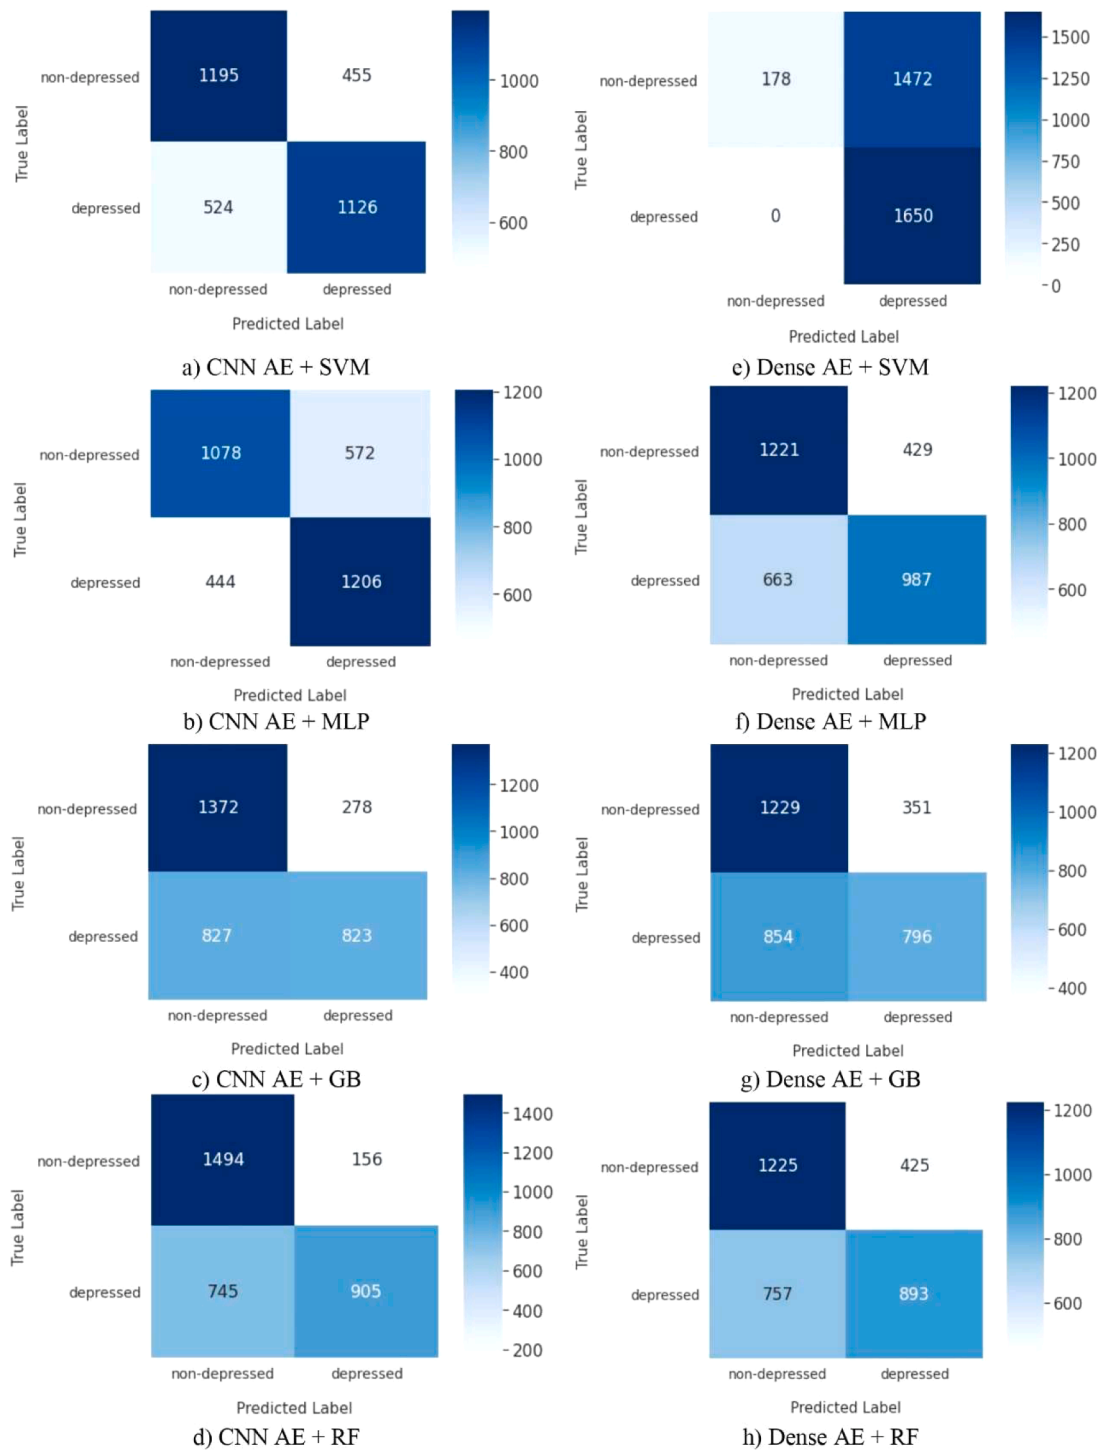 non-depressed
1195
455
1000
800
True Label
depressed
524
1126
600
non-depressed
depressed
Predicted Label
a) CNN AE + SVM
1500
non-depressed
178
1472
1250
1000
True Label
750
500
depressed
0
1650
250
0
non-depressed
depressed
Predicted Label
e) Dense AE + SVM
1200
non-depressed
1078
572
1000
True Label
800
depressed
444
1206
600
non-depressed
depressed
Predicted Label
b) CNN AE + MLP
1200
non-depressed
1221
429
1000
True Label
800
depressed
663
987
600
non-depressed
depressed
Predicted Label
f) Dense AE + MLP
1200
non-depressed
1372
278
1000
True Label
800
depressed
827
823
600
400
non-depressed
depressed
Predicted Label
c) CNN AE + GB
1200
non-depressed
1229
351
1000
True Label
800
depressed
854
796
600
400
non-depressed
depressed
Predicted Label
g) Dense AE + GB
1400
non-depressed
1494
156
1200
1000
True Label
800
depressed
745
905
600
400
200
non-depressed
depressed
Predicted Label
d) CNN AE + RF
1200
non-depressed
1225
425
1000
True Label
800
depressed
757
893
600
non-depressed
depressed
Predicted Label
h) Dense AE + RF